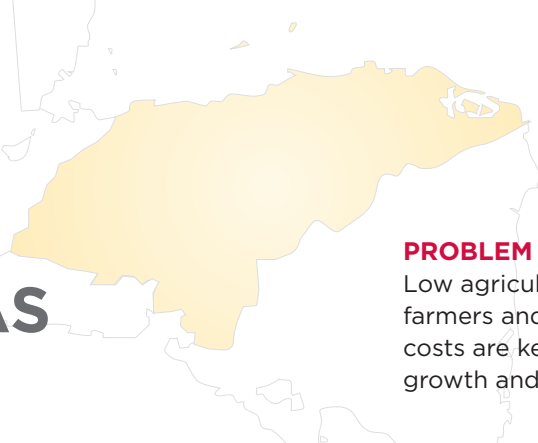 AS
PROBLEM
Low agricul
farmers and
costs are ke
growth and